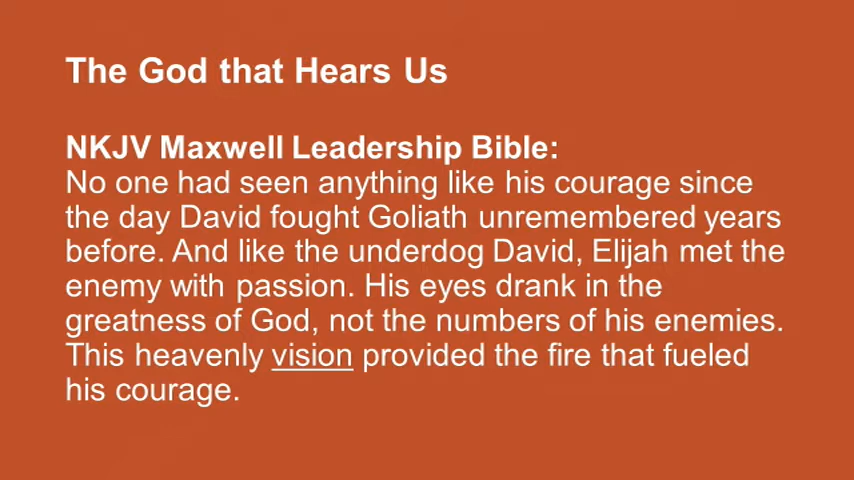 The God that Hears Us
NKJV Maxwell Leadership Bible:
No one had seen anything like his courage since
the day David fought Goliath unremembered years
before. And like the underdog David, Elijah met the
enemy with passion. His eyes drank in the
greatness of God, not the numbers of his enemies.
This heavenly vision provided the fire that fueled
his courage.